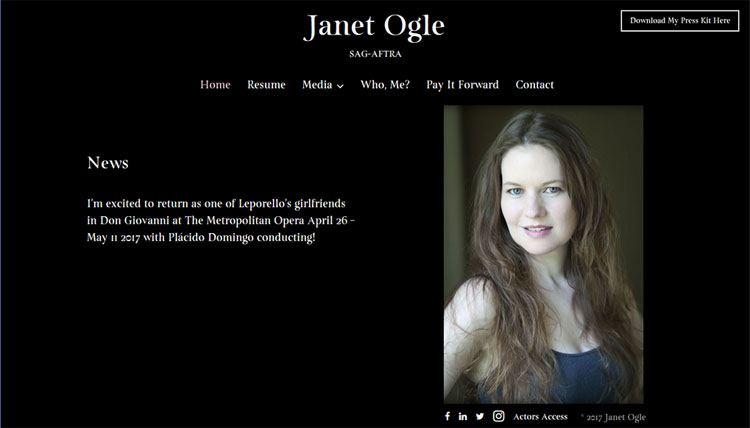 Janet Ogle
Download My Press Kit Here
SAG-AFTRA
Home Resume Media Who, Me? Pay It Forward Contact
News
I'm excited to return as one of Leporello's girlfriends
in Don Giovanni at The Metropolitan Opera April 26 -
May 11 2017 with Plácido Domingo conducting!
Actors Access ° 2017 Janet Ogle